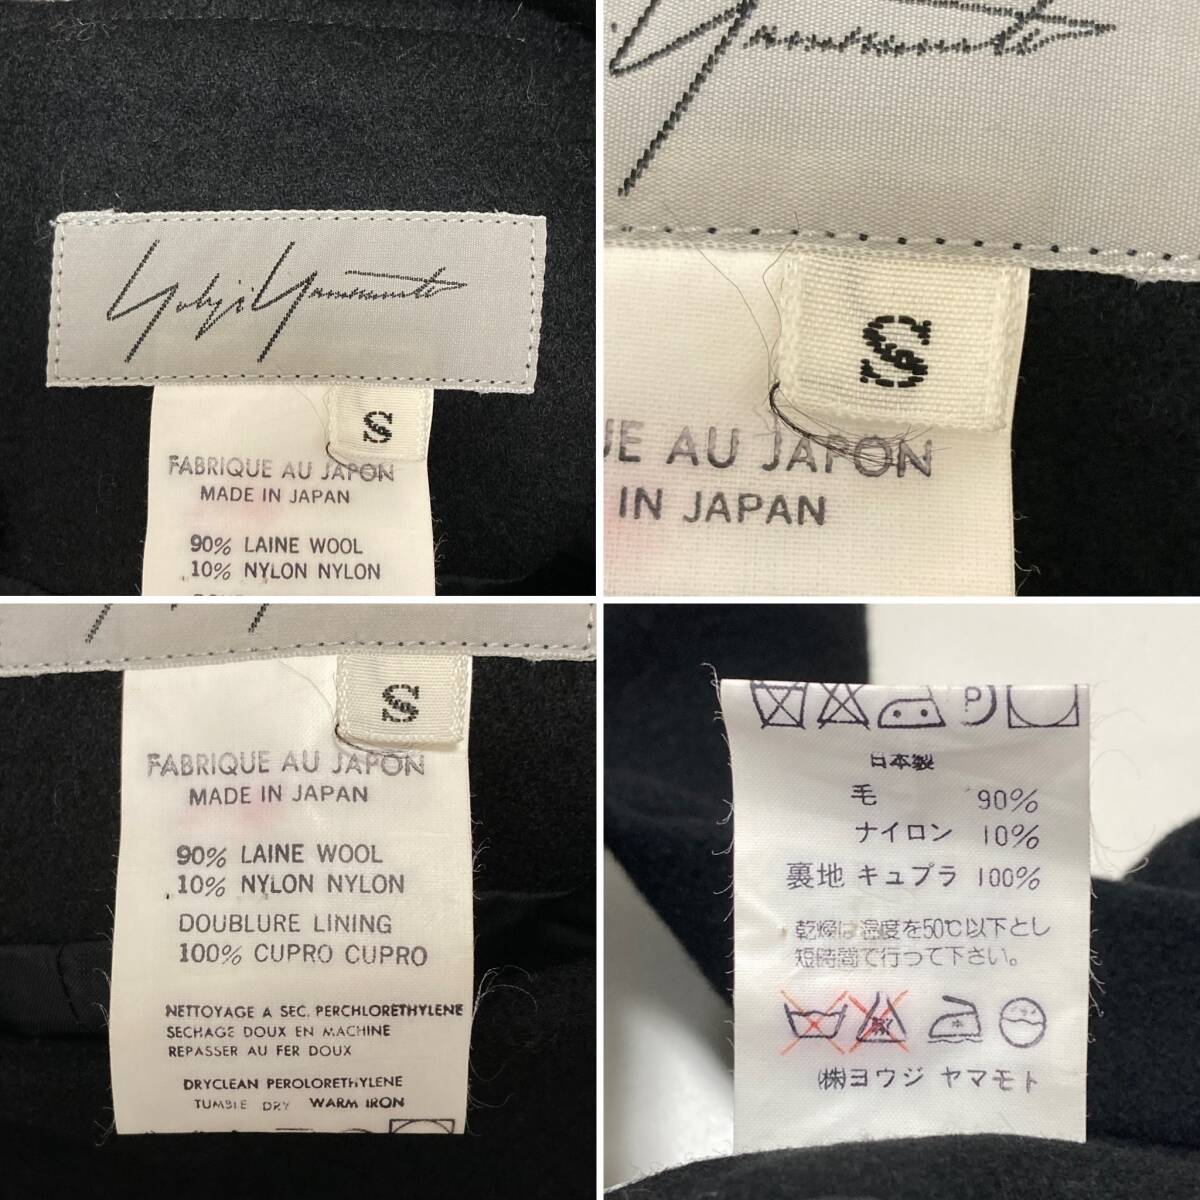 Yohji Yamamoto
S
FABRIQUE AU JAPON
MADE IN JAPAN
90% LAINE WOOL
10% NYLON NYLON
Yamamoto
S
UE AU JAPON
IN JAPAN
S
FABRIQUE AU JAPON
MADE IN JAPAN
90% LAINE WOOL
10% NYLON NYLON
DOUBLURE LINING
100% CUPRO CUPRO
NETTOYAGE A SEC, PERCHLORETHYLENE
SECHAGE DOUX EN MACHINE
REPASSER AU FER DOUX
DRYCLEAN PEROLORETHYLENE
TUMBLE DRY WARM IRON
P
日本製
毛 90%
ナイロン 10%
裏地 キュプラ 100%
乾燥は温度を50℃以下とし
短時間で行って下さい。
(株)ヨウジ ヤマモト